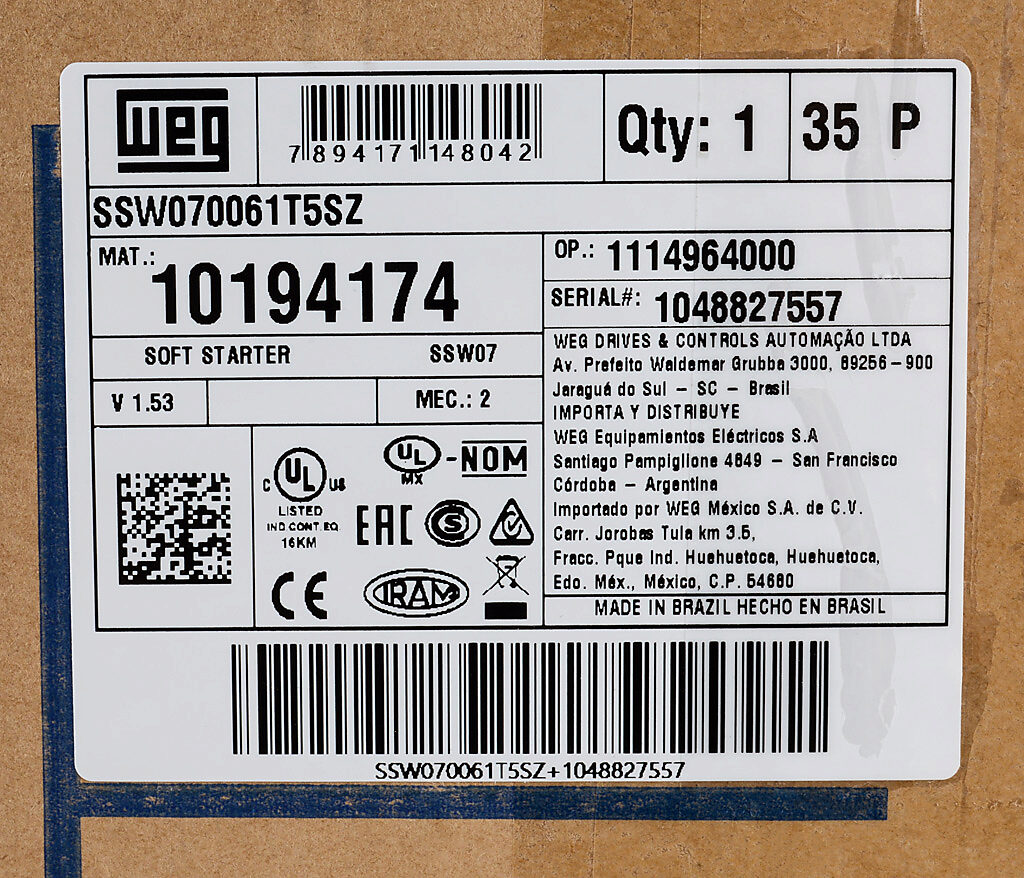 weg
7 894171 148042
Qty: 1
35 P
SSW070061T5SZ
MAT.: 10194174
OP.: 1114964000
SERIAL#: 1048827557
SOFT STARTER SSW07
V 1.53
MEC.: 2
WEG DRIVES & CONTROLS AUTOMAÇÃO LTDA
Av. Prefeito Waldemar Grubba 3000, 89256-900
Jaraguá do Sul - SC - Brasil
IMPORTA Y DISTRIBUYE
WEG Equipamientos Eléctricos S.A
Santiago Pampiglione 4849 - San Francisco
Córdoba - Argentina
Importado por WEG México S.A. de C.V.
Carr. Jorobas Tula km 3.5,
Fracc. Pque Ind. Huehuetoca, Huehuetoca,
Edo. Méx., México, C.P. 54680
MADE IN BRAZIL HECHO EN BRASIL
C UL US
LISTED
IND.CONT.EQ.
16KM
UL
MX
-NOM
EAC
S
CE
IRAM
SSW070061T5SZ+1048827557